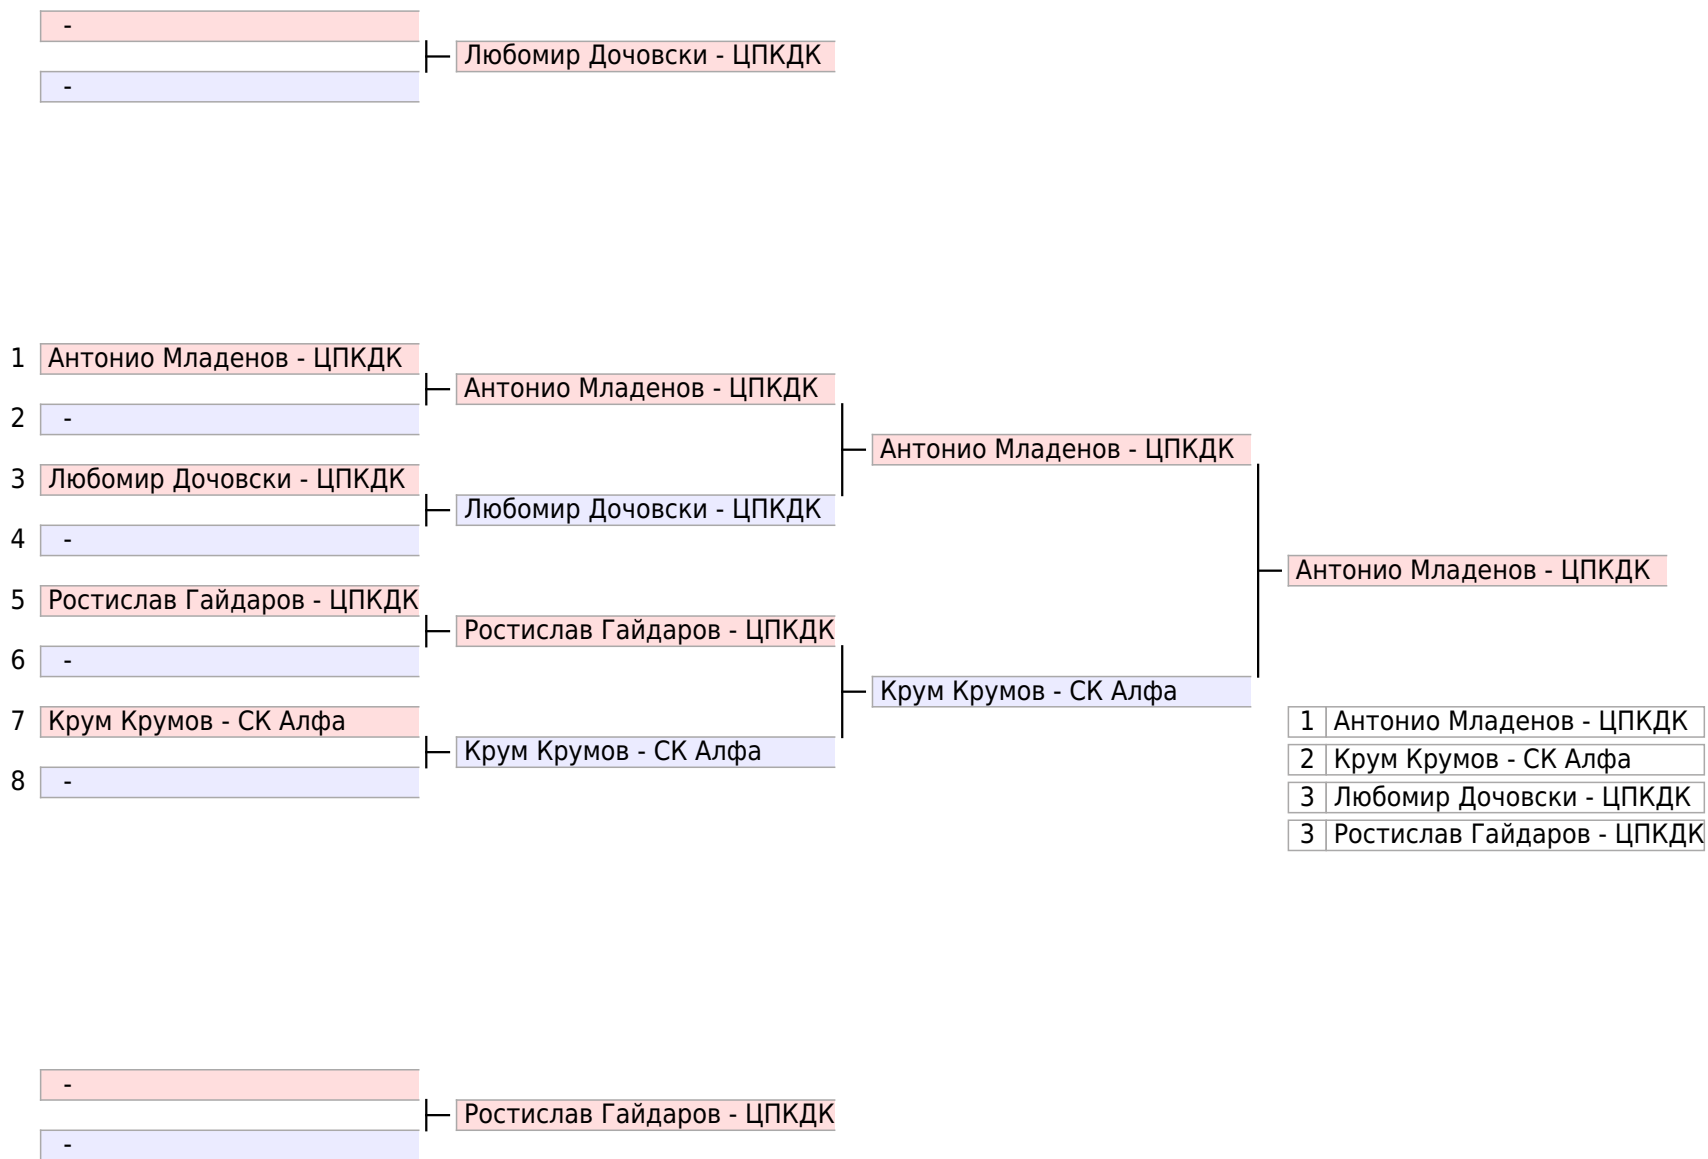 -
Любомир Дочовски - ЦПКДК
-
1 Антонио Младенов - ЦПКДК
Антонио Младенов - ЦПКДК
2 -
Антонио Младенов - ЦПКДК
3 Любомир Дочовски - ЦПКДК
Любомир Дочовски - ЦПКДК
4 -
Антонио Младенов - ЦПКДК
5 Ростислав Гайдаров - ЦПКДК
Ростислав Гайдаров - ЦПКДК
6 -
Крум Крумов - СК Алфа
7 Крум Крумов - СК Алфа
Крум Крумов - СК Алфа
8 -
1 Антонио Младенов - ЦПКДК
2 Крум Крумов - СК Алфа
3 Любомир Дочовски - ЦПКДК
3 Ростислав Гайдаров - ЦПКДК
-
Ростислав Гайдаров - ЦПКДК
-